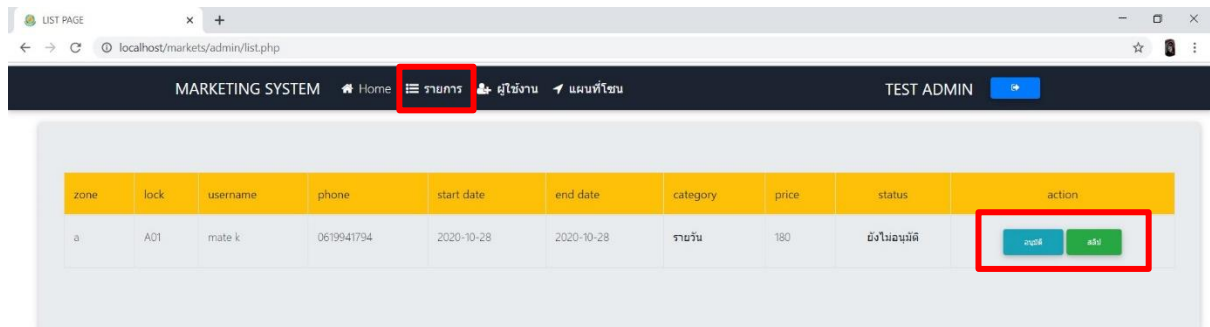 LIST PAGE
localhost/markets/admin/list.php
MARKETING SYSTEM Home รายการ ผู้ใช้งาน แผนที่โซน TEST ADMIN
zone lock username phone start date end date category price status action
a A01 mate k 0619941794 2020-10-28 2020-10-28 รายวัน 180 ยังไม่อนุมัติ อนุมัติ สลิป